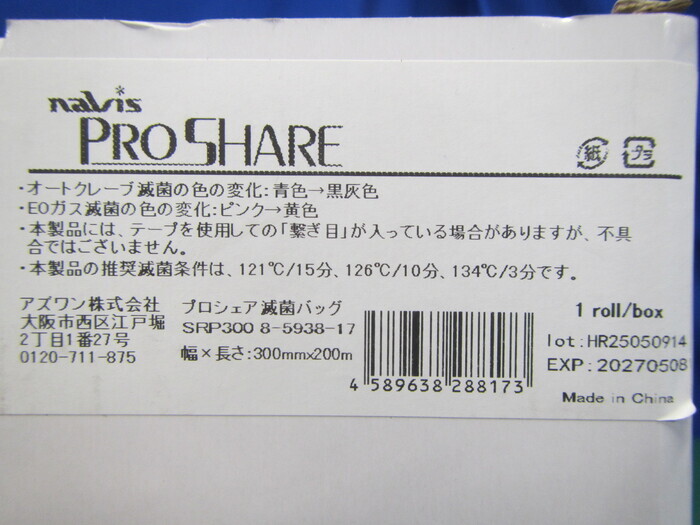 navis
PRO SHARE
紙 プラ
・オートクレーブ滅菌の色の変化:青色→黒灰色
・EOガス滅菌の色の変化:ピンク→黄色
・本製品には、テープを使用しての「繋ぎ目」が入っている場合がありますが、不具
合ではございません。
・本製品の推奨滅菌条件は、121℃/15分、126℃/10分、134℃/3分です。
アズワン株式会社
大阪市西区江戸堀
2丁目1番27号
0120-711-875
プロシェア滅菌バッグ
SRP300 8-5938-17
幅×長さ:300mm×200m
4 589638 288173
1 roll/box
lot: HR25050914
EXP: 20270508
Made in China